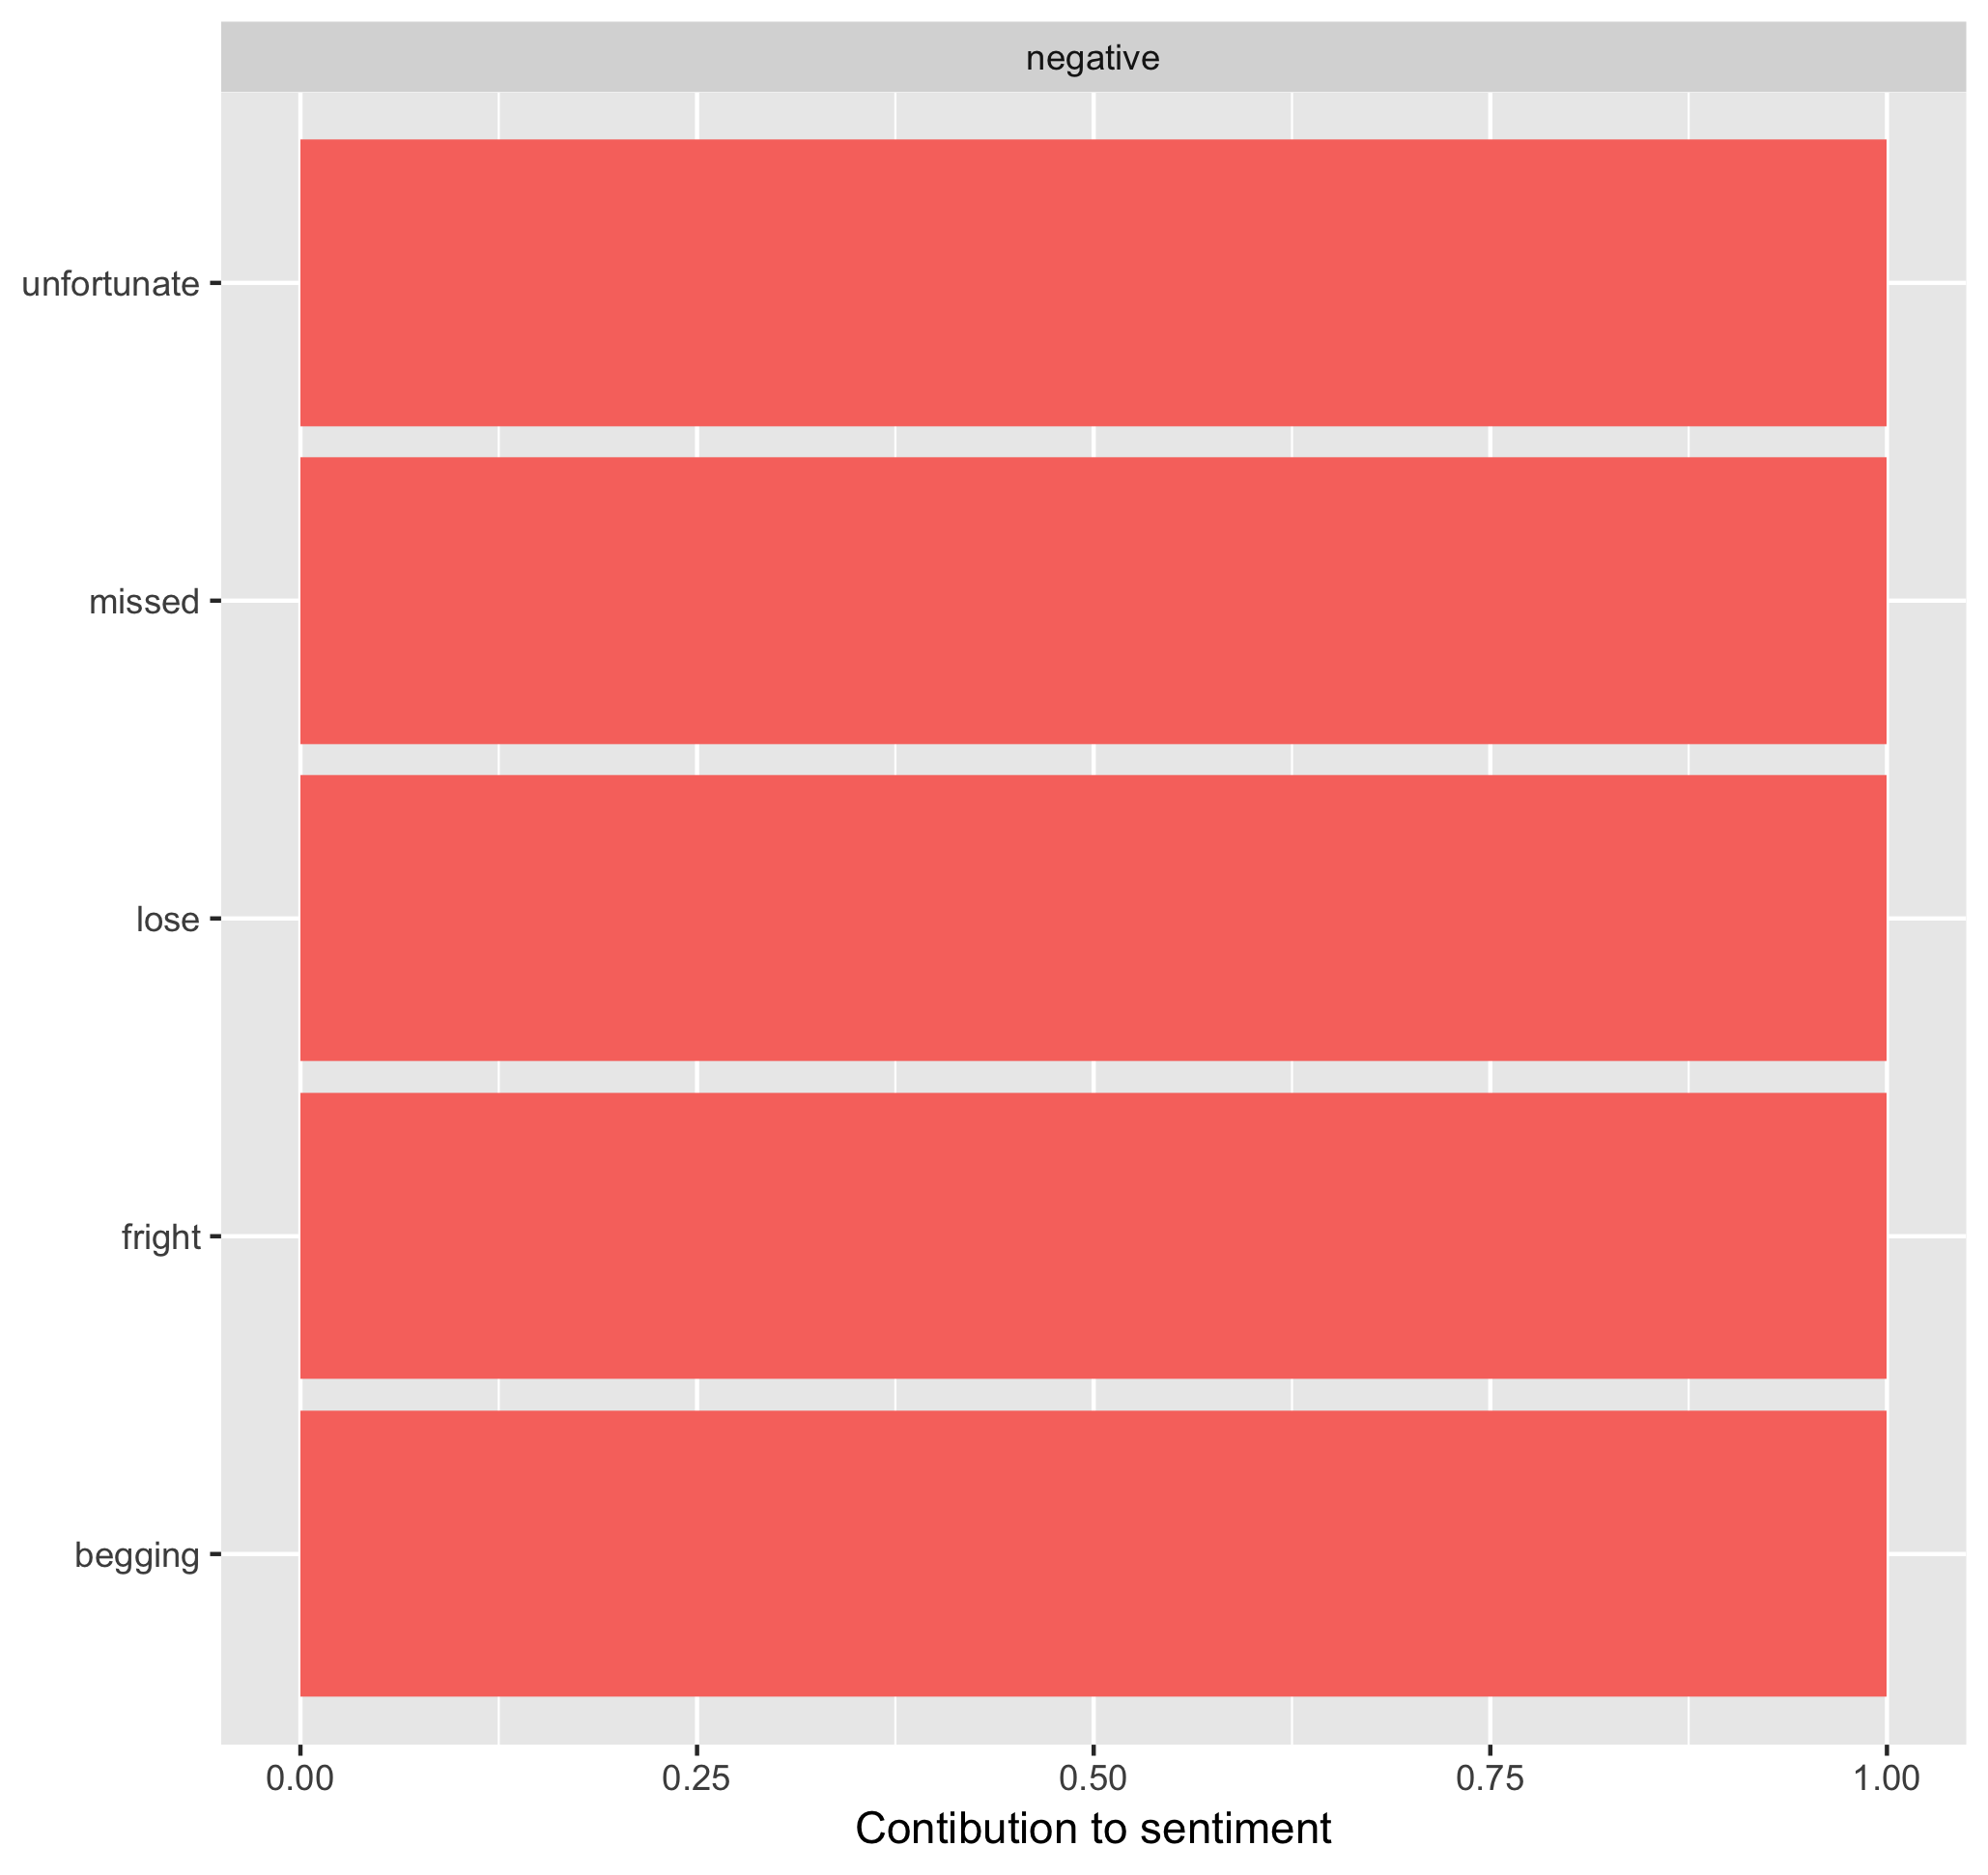 negative
unfortunate
missed
lose
fright
begging
0.00 0.25 0.50 0.75 1.00
Contibution to sentiment